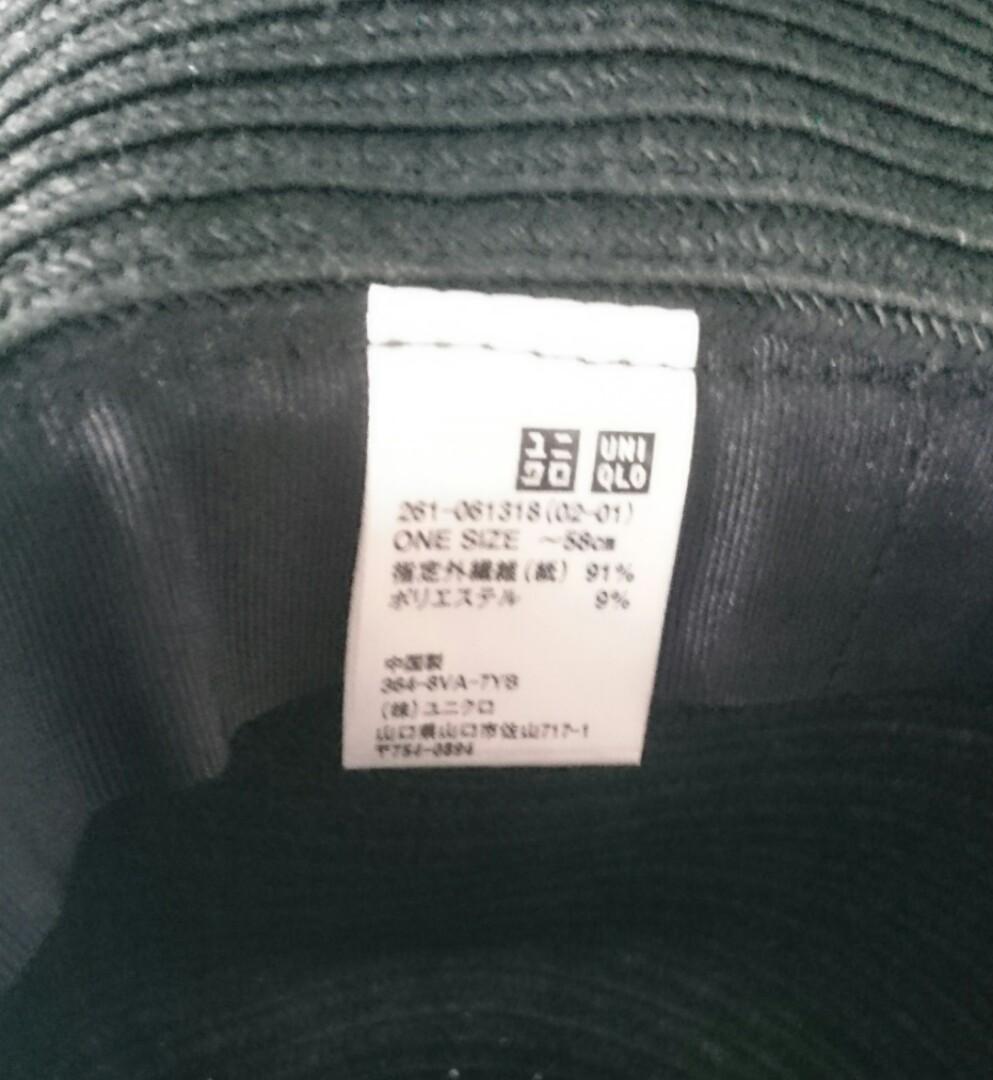 ユニ
クロ
UNI
QLO
261-061318(02-01)
ONE SIZE ～58cm
指定外繊維(紙) 91%
ポリエステル 9%
中国製
364-8VA-7YB
(株)ユニクロ
山口県山口市佐山717-1
〒754-0894